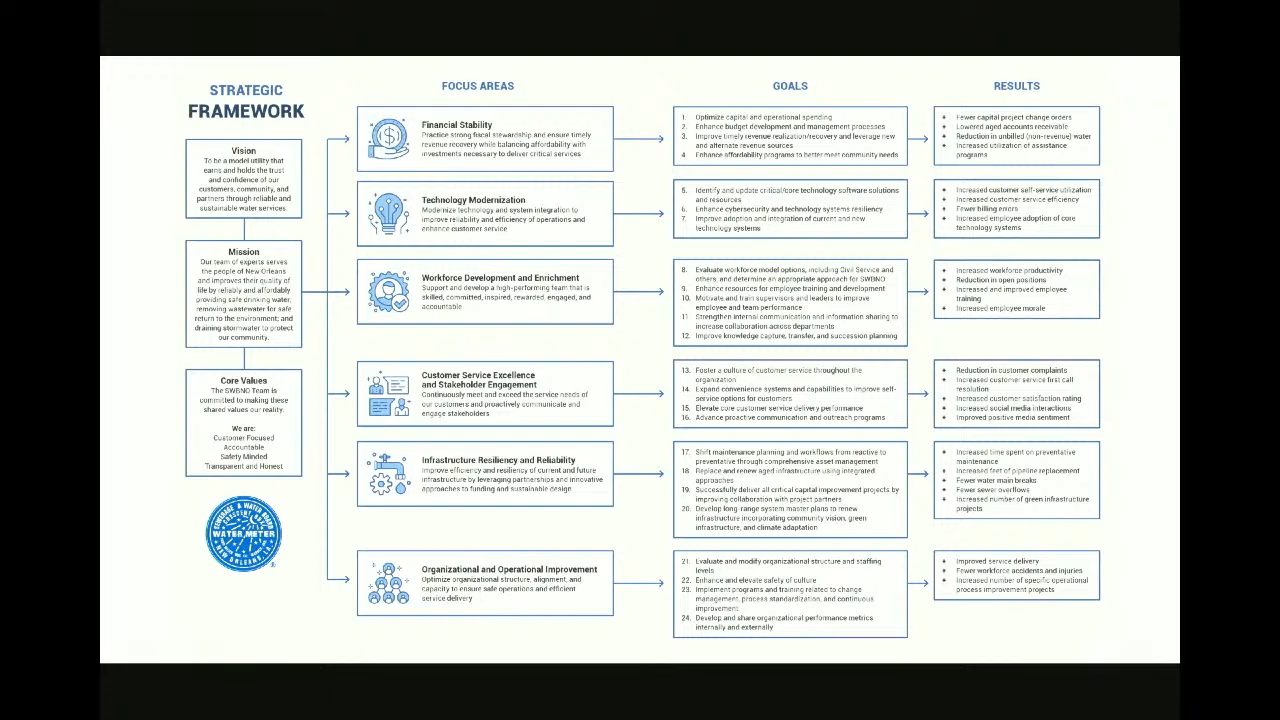 STRATEGIC
FRAMEWORK
Vision
To be a model utility that
earns and holds the trust
and confidence of our
customers, community, and
partners through reliable and
sustainable water services.
Mission
Our team of experts serves
the people of New Orleans
and improves their quality of
life by reliably and affordably
providing safe drinking water,
removing wastewater for safe
return to the environment; and
draining stormwater to protect
our community.
Core Values
The SWBNO Team is
committed to making these
shared values our reality.
We are:
Customer Focused
Accountable
Safety Minded
Transparent and Honest
SEWERAGE & WATER BOARD
CRESCENT BOX
WATER METER
NEW ORLEANS, LA.
®
FOCUS AREAS
Financial Stability
Practice strong fiscal stewardship and ensure timely
revenue recovery while balancing affordability with
investments necessary to deliver critical services
Technology Modernization
Modernize technology and system integration to
improve reliability and efficiency of operations and
enhance customer service
Workforce Development and Enrichment
Support and develop a high-performing team that is
skilled, committed, inspired, rewarded, engaged, and
accountable
Customer Service Excellence
and Stakeholder Engagement
Continuously meet and exceed the service needs of
our customers and proactively communicate and
engage stakeholders
Infrastructure Resiliency and Reliability
Improve efficiency and resiliency of current and future
infrastructure by leveraging partnerships and innovative
approaches to funding and sustainable design
Organizational and Operational Improvement
Optimize organizational structure, alignment, and
capacity to ensure safe operations and efficient
service delivery
GOALS
1. Optimize capital and operational spending
2. Enhance budget development and management processes
3. Improve timely revenue realization/recovery and leverage new
and alternate revenue sources
4. Enhance affordability programs to better meet community needs
5. Identify and update critical/core technology software solutions
and resources
6. Enhance cybersecurity and technology systems resiliency
7. Improve adoption and integration of current and new
technology systems
8. Evaluate workforce model options, including Civil Service and
others, and determine an appropriate approach for SWBNO
9. Enhance resources for employee training and development
10. Motivate and train supervisors and leaders to improve
employee and team performance
11. Strengthen internal communication and information sharing to
increase collaboration across departments
12. Improve knowledge capture, transfer, and succession planning
13. Foster a culture of customer service throughout the
organization
14. Expand convenience systems and capabilities to improve self-
service options for customers
15. Elevate core customer service delivery performance
16. Advance proactive communication and outreach programs
17. Shift maintenance planning and workflows from reactive to
preventative through comprehensive asset management
18. Replace and renew aged infrastructure using integrated
approaches
19. Successfully deliver all critical capital improvement projects by
improving collaboration with project partners
20. Develop long-range system master plans to renew
infrastructure incorporating community vision, green
infrastructure, and climate adaptation
21. Evaluate and modify organizational structure and staffing
levels
22. Enhance and elevate safety of culture
23. Implement programs and training related to change
management, process standardization, and continuous
improvement.
24. Develop and share organizational performance metrics
internally and externally
RESULTS
Fewer capital project change orders
Lowered aged accounts receivable
Reduction in unbilled (non-revenue) water
Increased utilization of assistance
programs
Increased customer self-service utilization
Increased customer service efficiency
Fewer billing errors
Increased employee adoption of core
technology systems
Increased workforce productivity
Reduction in open positions
Increased and improved employee
training
Increased employee morale
Reduction in customer complaints
Increased customer service first call
resolution
Increased customer satisfaction rating
Increased social media interactions
Improved positive media sentiment
Increased time spent on preventative
maintenance
Increased feet of pipeline replacement
Fewer water main breaks
Fewer sewer overflows
Increased number of green infrastructure
projects
Improved service delivery
Fewer workforce accidents and injuries
Increased number of specific operational
process improvement projects